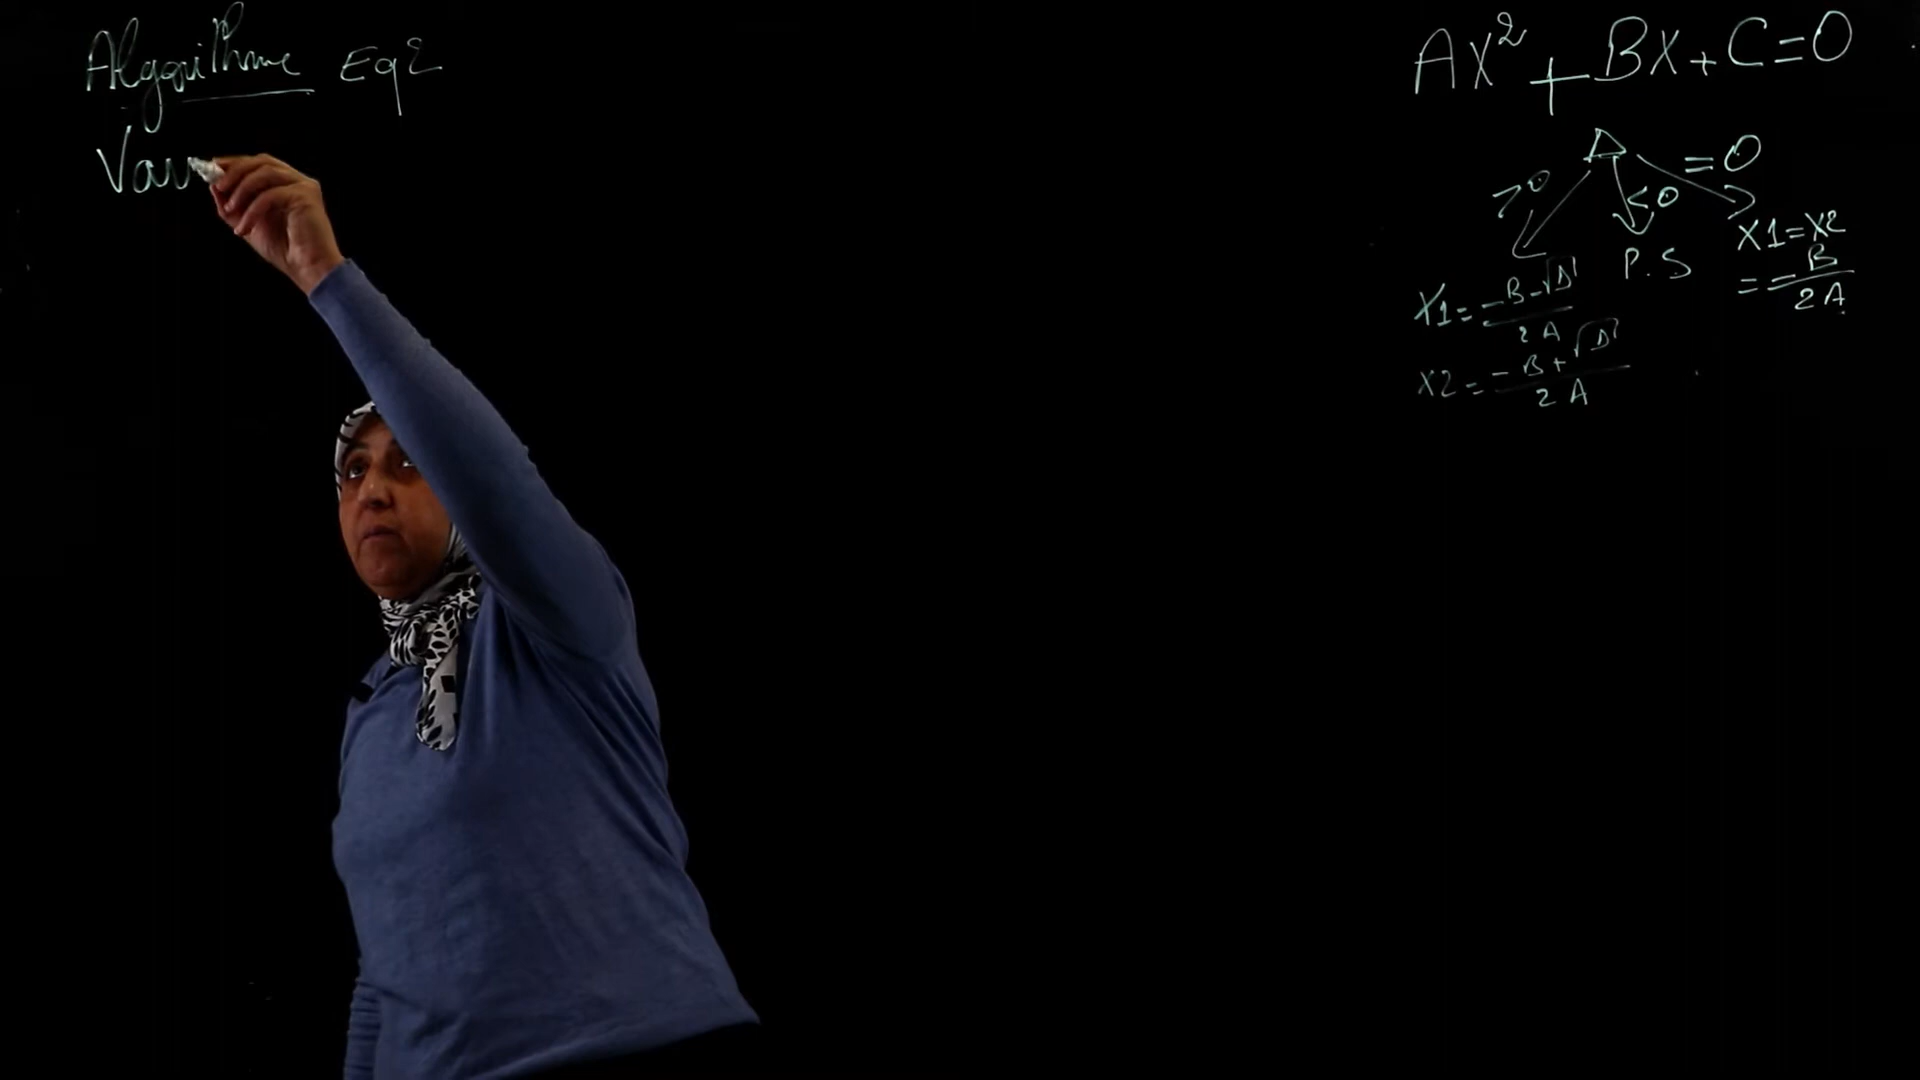 Algorithme Eq2
Var
AX² + BX + C = 0
Δ
>0 <0 =0
X1 = (-B-√Δ)/2A
X2 = (-B+√Δ)/2A
P.S
X1=X2
= -B/2A